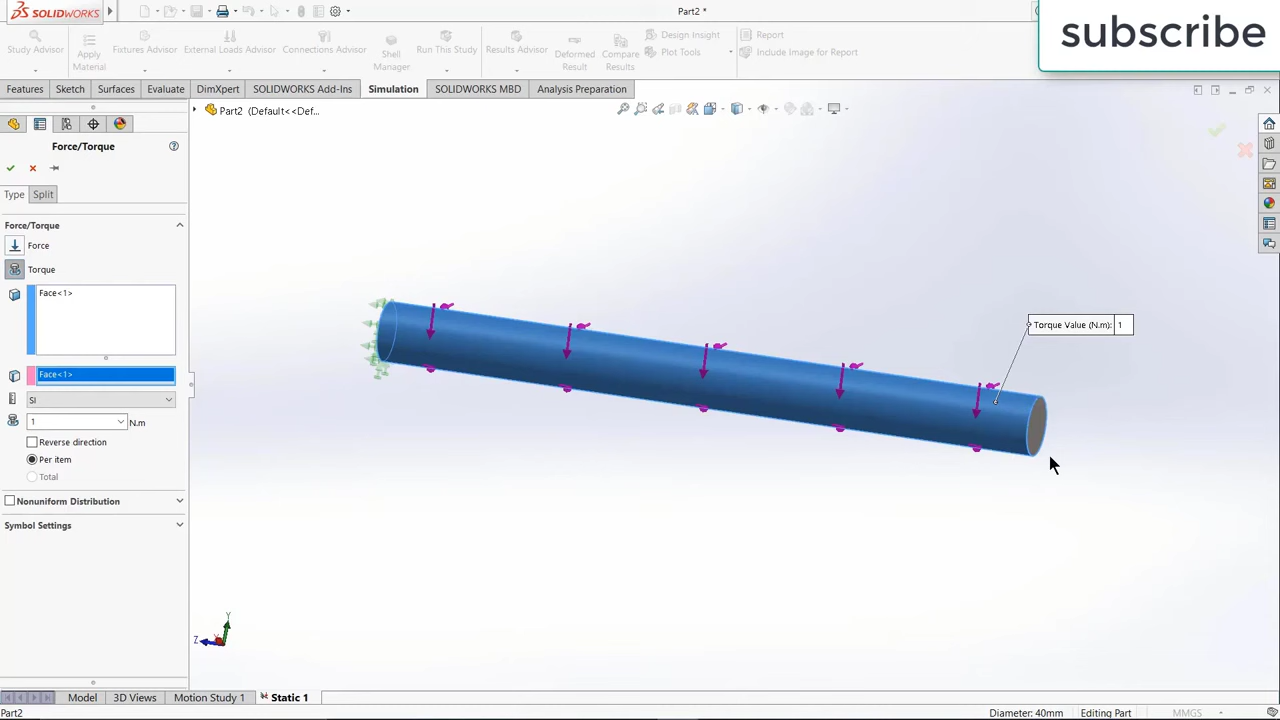 SOLIDWORKS
Part2 *
subscribe
Study Advisor
Apply Material
Fixtures Advisor
External Loads Advisor
Connections Advisor
Shell Manager
Run This Study
Results Advisor
Deformed Result
Compare Results
Design Insight
Plot Tools
Report
Include Image for Report
Features
Sketch
Surfaces
Evaluate
DimXpert
SOLIDWORKS Add-Ins
Simulation
SOLIDWORKS MBD
Analysis Preparation
Part2 (Default<<Def...
Force/Torque
Type
Split
Force/Torque
Force
Torque
Face<1>
Face<1>
SI
1
N.m
Reverse direction
Per item
Total
Nonuniform Distribution
Symbol Settings
Torque Value (N.m): 1
Y
Z
Model
3D Views
Motion Study 1
Static 1
Part2
Diameter: 40mm
Editing Part
MMGS